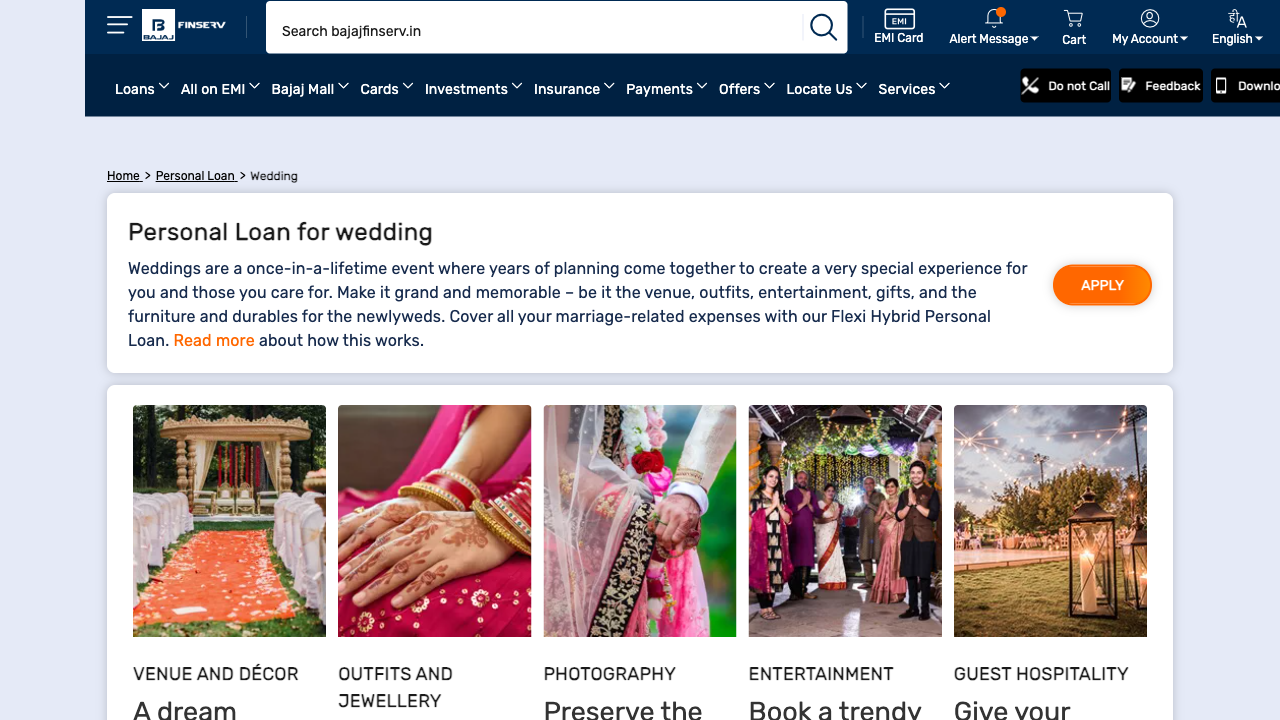 BAJAJ
FINSERV
Search bajajfinserv.in
EMI
EMI Card
Alert Message
Cart
My Account
English
Loans
All on EMI
Bajaj Mall
Cards
Investments
Insurance
Payments
Offers
Locate Us
Services
Do not Call
Feedback
Downlo
Home > Personal Loan > Wedding
Personal Loan for wedding
Weddings are a once-in-a-lifetime event where years of planning come together to create a very special experience for
you and those you care for. Make it grand and memorable – be it the venue, outfits, entertainment, gifts, and the
furniture and durables for the newlyweds. Cover all your marriage-related expenses with our Flexi Hybrid Personal
Loan. Read more about how this works.
APPLY
VENUE AND DÉCOR
A dream
OUTFITS AND
JEWELLERY
PHOTOGRAPHY
Preserve the
ENTERTAINMENT
Book a trendy
GUEST HOSPITALITY
Give your